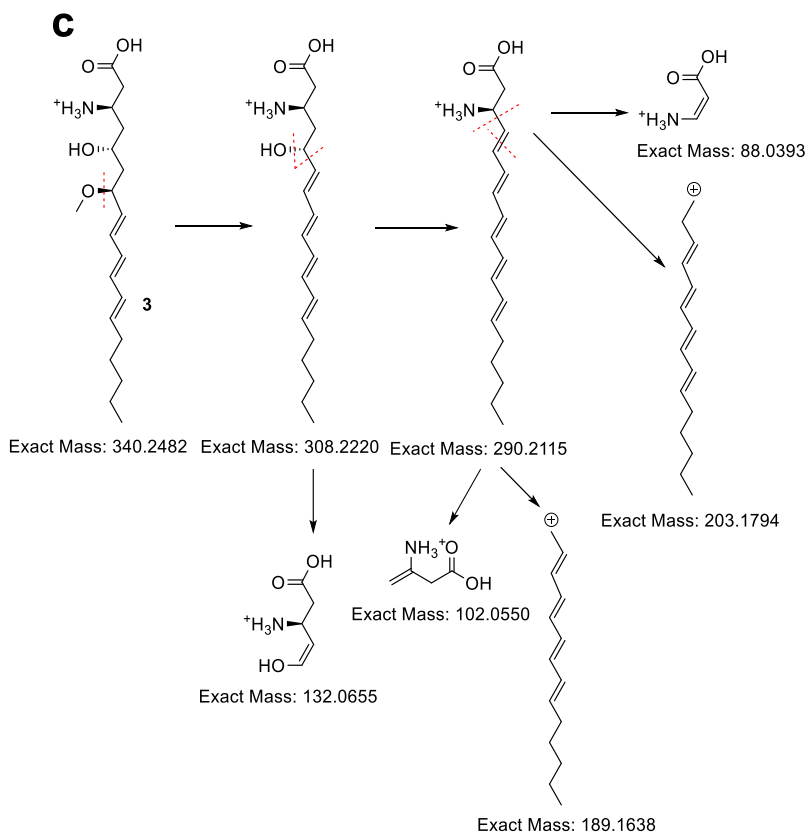 C
OH
O
+H3N
HO
O
3
Exact Mass: 340.2482
OH
O
+H3N
HO
Exact Mass: 308.2220
OH
O
+H3N
Exact Mass: 290.2115
OH
O
+H3N
Exact Mass: 88.0393
+
Exact Mass: 203.1794
OH
O
+H3N
HO
Exact Mass: 132.0655
NH3+
O
OH
Exact Mass: 102.0550
+
Exact Mass: 189.1638